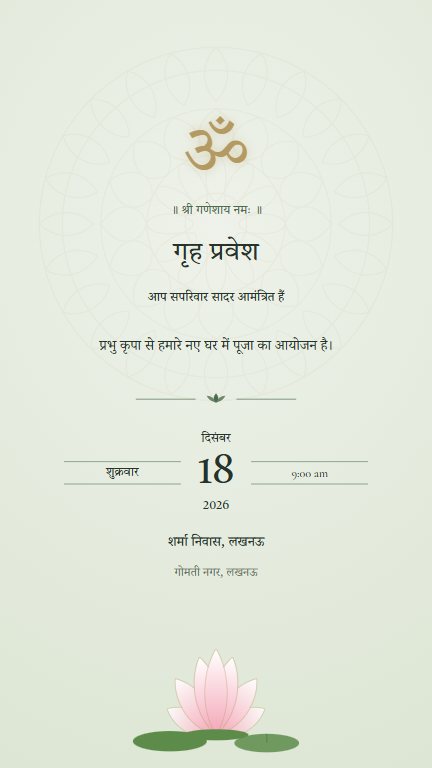 ॐ
॥ श्री गणेशाय नमः ॥
गृह प्रवेश
आप सपरिवार सादर आमंत्रित हैं
प्रभु कृपा से हमारे नए घर में पूजा का आयोजन है।
दिसंबर
शुक्रवार 18 9:00 am
2026
शर्मा निवास, लखनऊ
गोमती नगर, लखनऊ